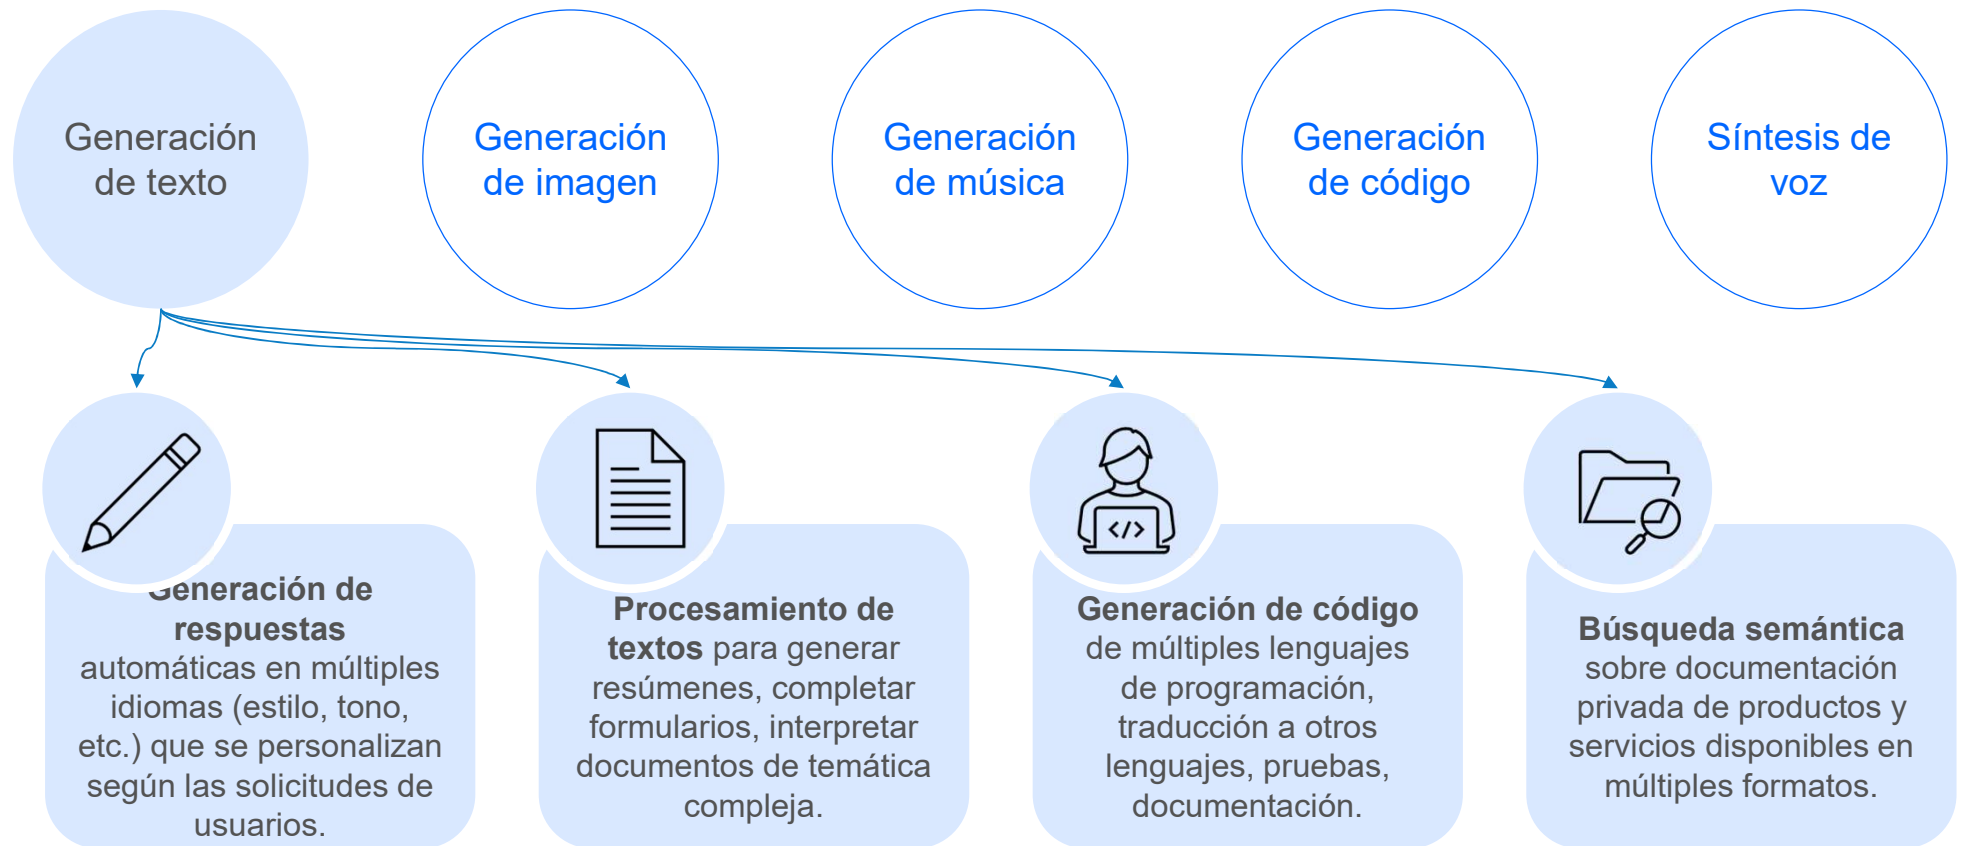 Generación
de texto
Generación
de imagen
Generación
de música
Generación
de código
Síntesis de
voz
Generación de
respuestas
automáticas en múltiples
idiomas (estilo, tono,
etc.) que se personalizan
según las solicitudes de
usuarios.
Procesamiento de
textos para generar
resúmenes, completar
formularios, interpretar
documentos de temática
compleja.
</>
Generación de código
de múltiples lenguajes
de programación,
traducción a otros
lenguajes, pruebas,
documentación.
Búsqueda semántica
sobre documentación
privada de productos y
servicios disponibles en
múltiples formatos.